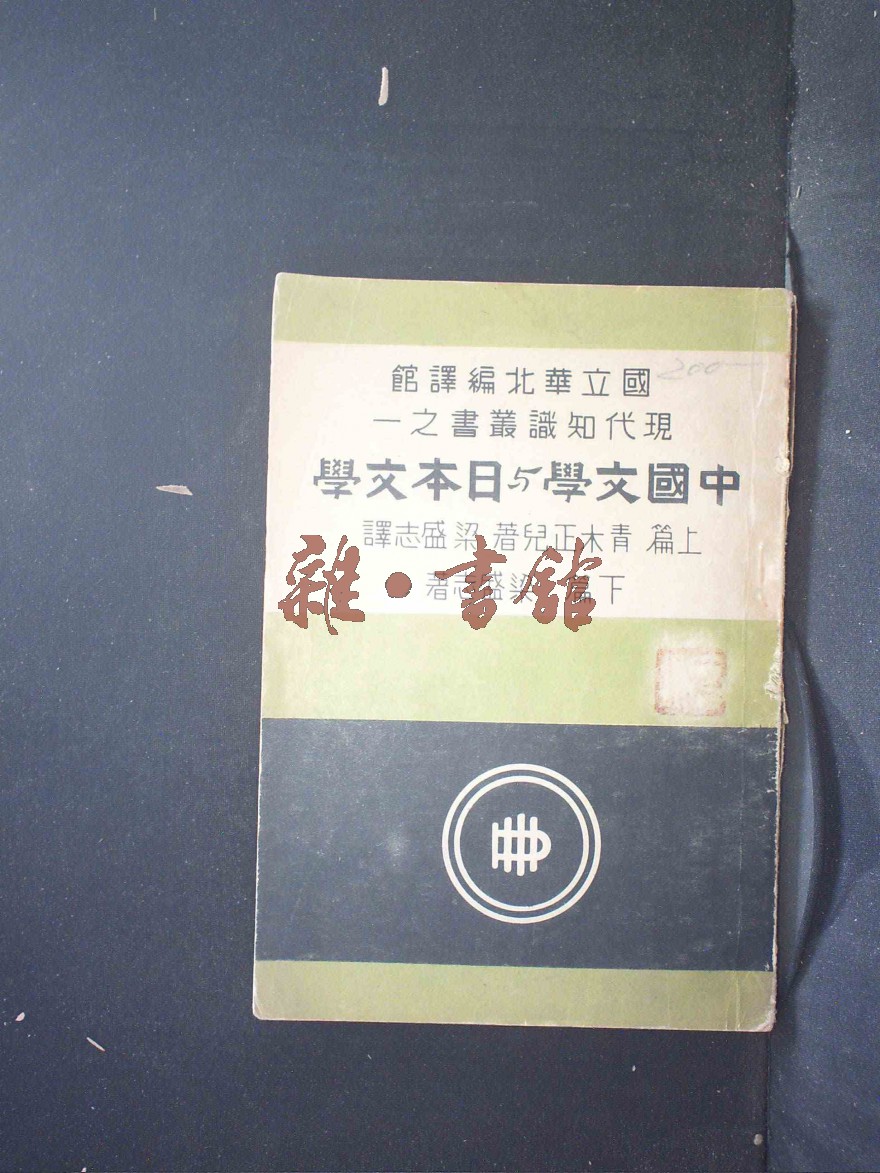 國立華北編譯館
現代知識叢書之一
中國文學与日本文學
上篇 青木正兒著 梁盛志譯
下篇 梁盛志著
雜·書館
200